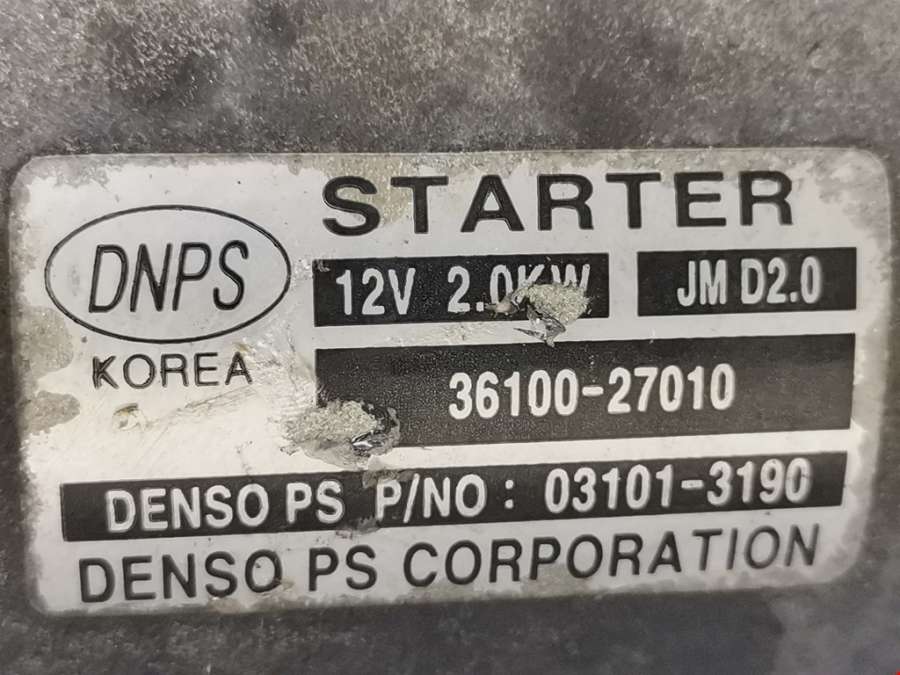 STARTER
DNPS
12V 2.0KW
JM D2.0
KOREA
36100-27010
DENSO PS P/NO : 03101-3190
DENSO PS CORPORATION